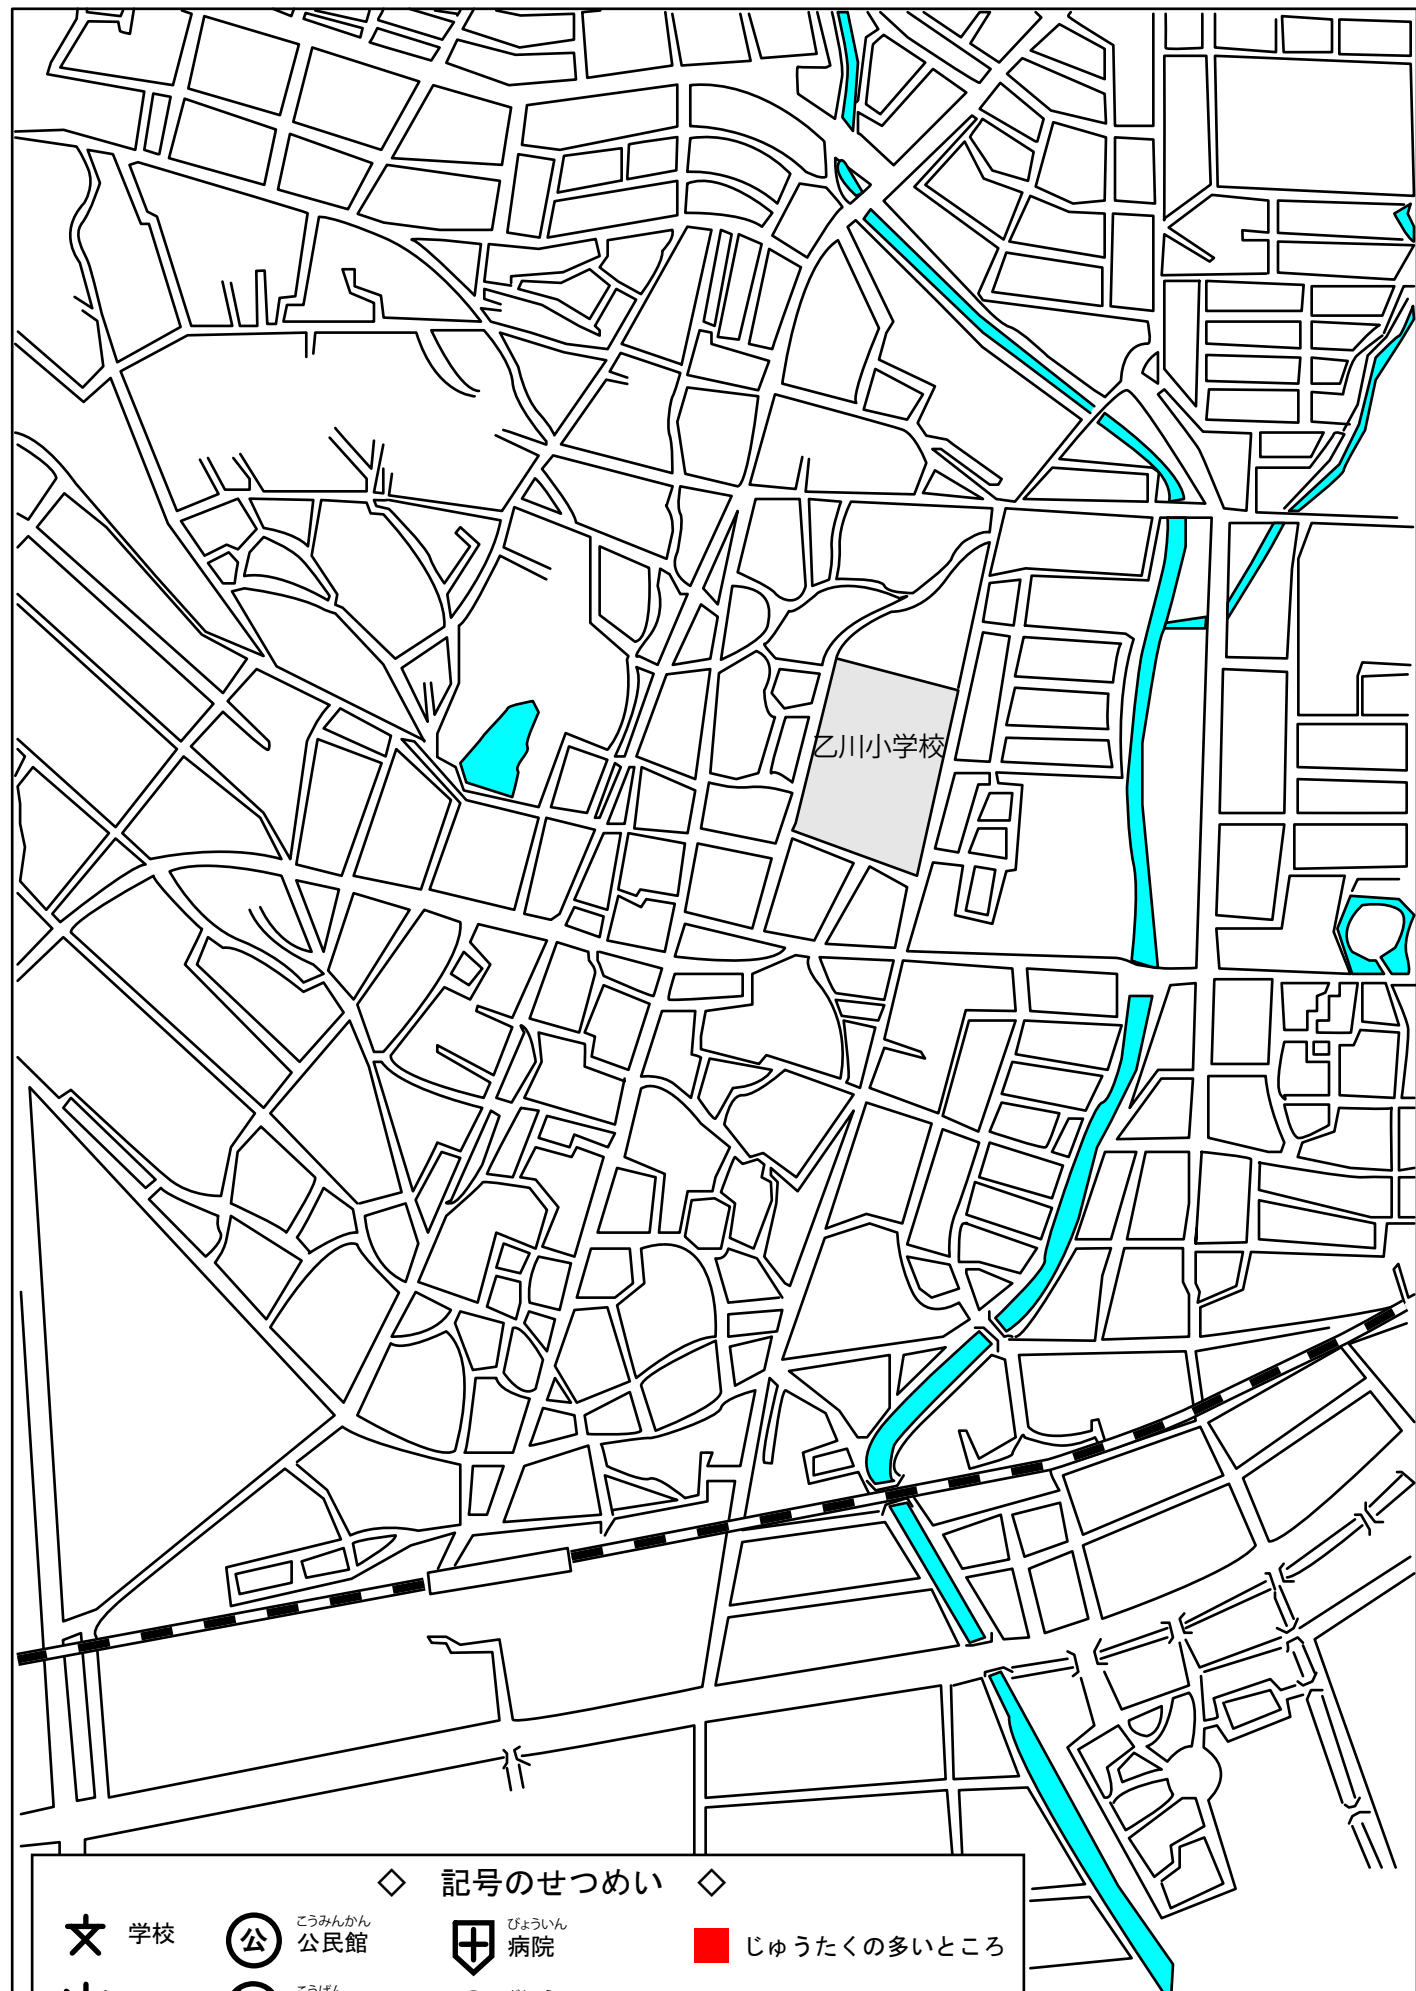 乙川小学校
◇ 記号のせつめい ◇
学校
公
こうみんかん
公民館
びょういん
病院
じゅうたくの多いところ